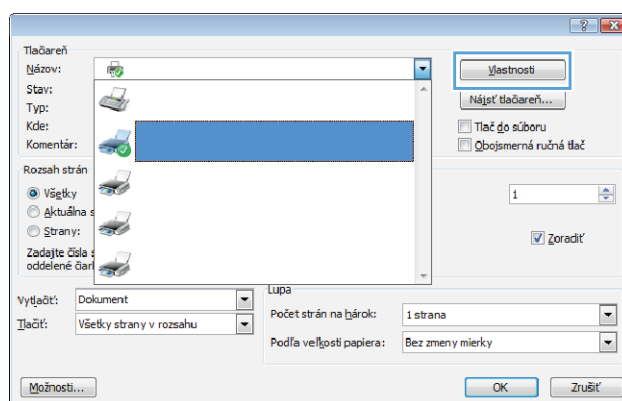 Tlačiareň
Názov:
Vlastnosti
Stav:
Nájsť tlačiareň...
Typ:
Kde:
Tlač do súboru
Komentár:
Obojsmerná ručná tlač
Rozsah strán
Všetky
1
Aktuálna s
Strany:
Zoradiť
Zadajte čísla s
oddelené čiar
Lupa
Vytlačiť: Dokument
Počet strán na hárok: 1 strana
Tlačiť: Všetky strany v rozsahu
Podľa veľkosti papiera: Bez zmeny mierky
Možnosti...
OK
Zrušiť